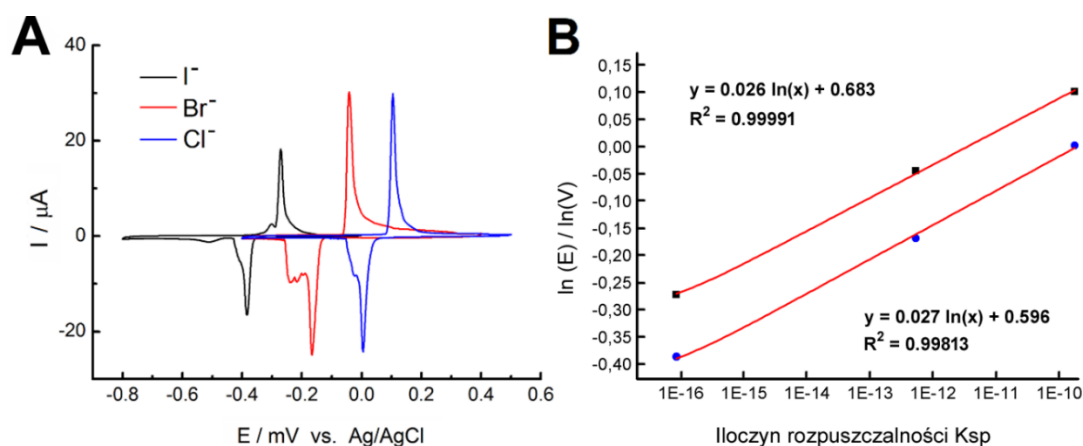 A
I / µA
40
20
0
-20
I⁻
Br⁻
Cl⁻
-0.8 -0.6 -0.4 -0.2 0.0 0.2 0.4 0.6
E / mV vs. Ag/AgCl
B
ln (E) / ln(V)
0,15
0,10
0,05
0,00
-0,05
-0,10
-0,15
-0,20
-0,25
-0,30
-0,35
-0,40
y = 0.026 ln(x) + 0.683
R² = 0.99991
y = 0.027 ln(x) + 0.596
R² = 0.99813
1E-16 1E-15 1E-14 1E-13 1E-12 1E-11 1E-10
Iloczyn rozpuszczalności Ksp